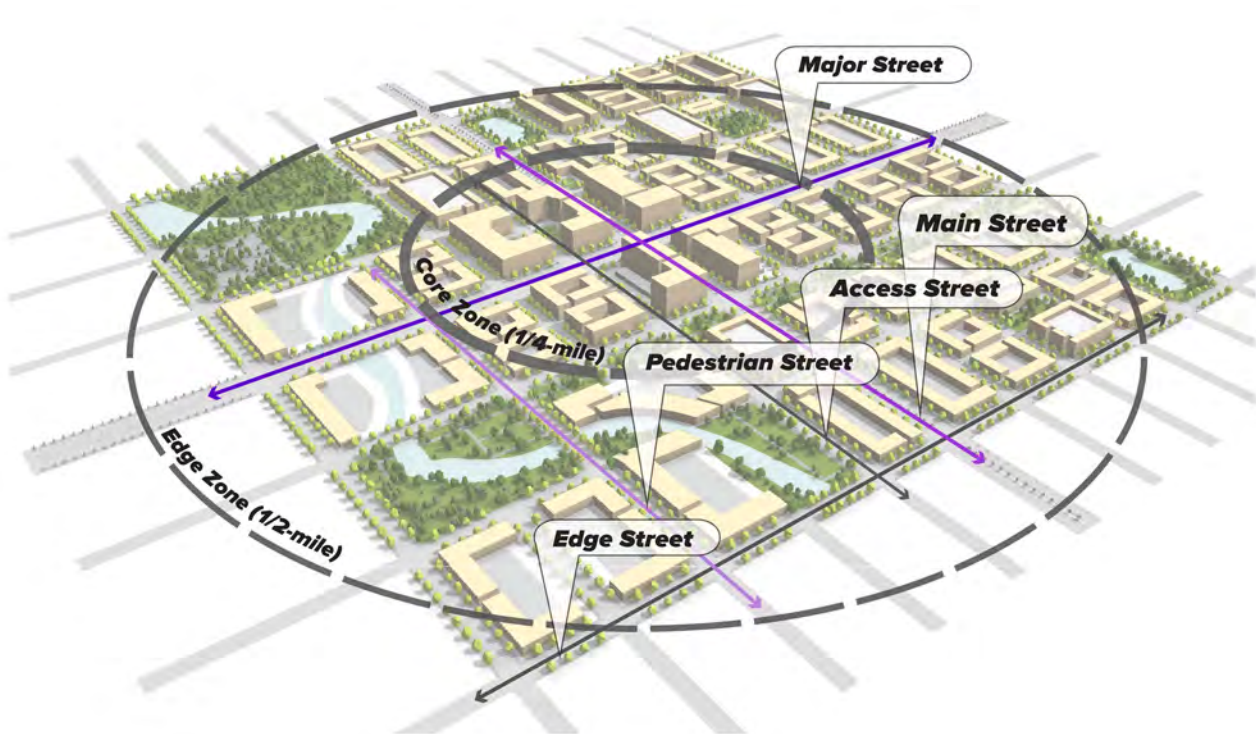 Major Street
Main Street
Access Street
Core Zone (1/4-mile)
Pedestrian Street
Edge Zone (1/2-mile)
Edge Street